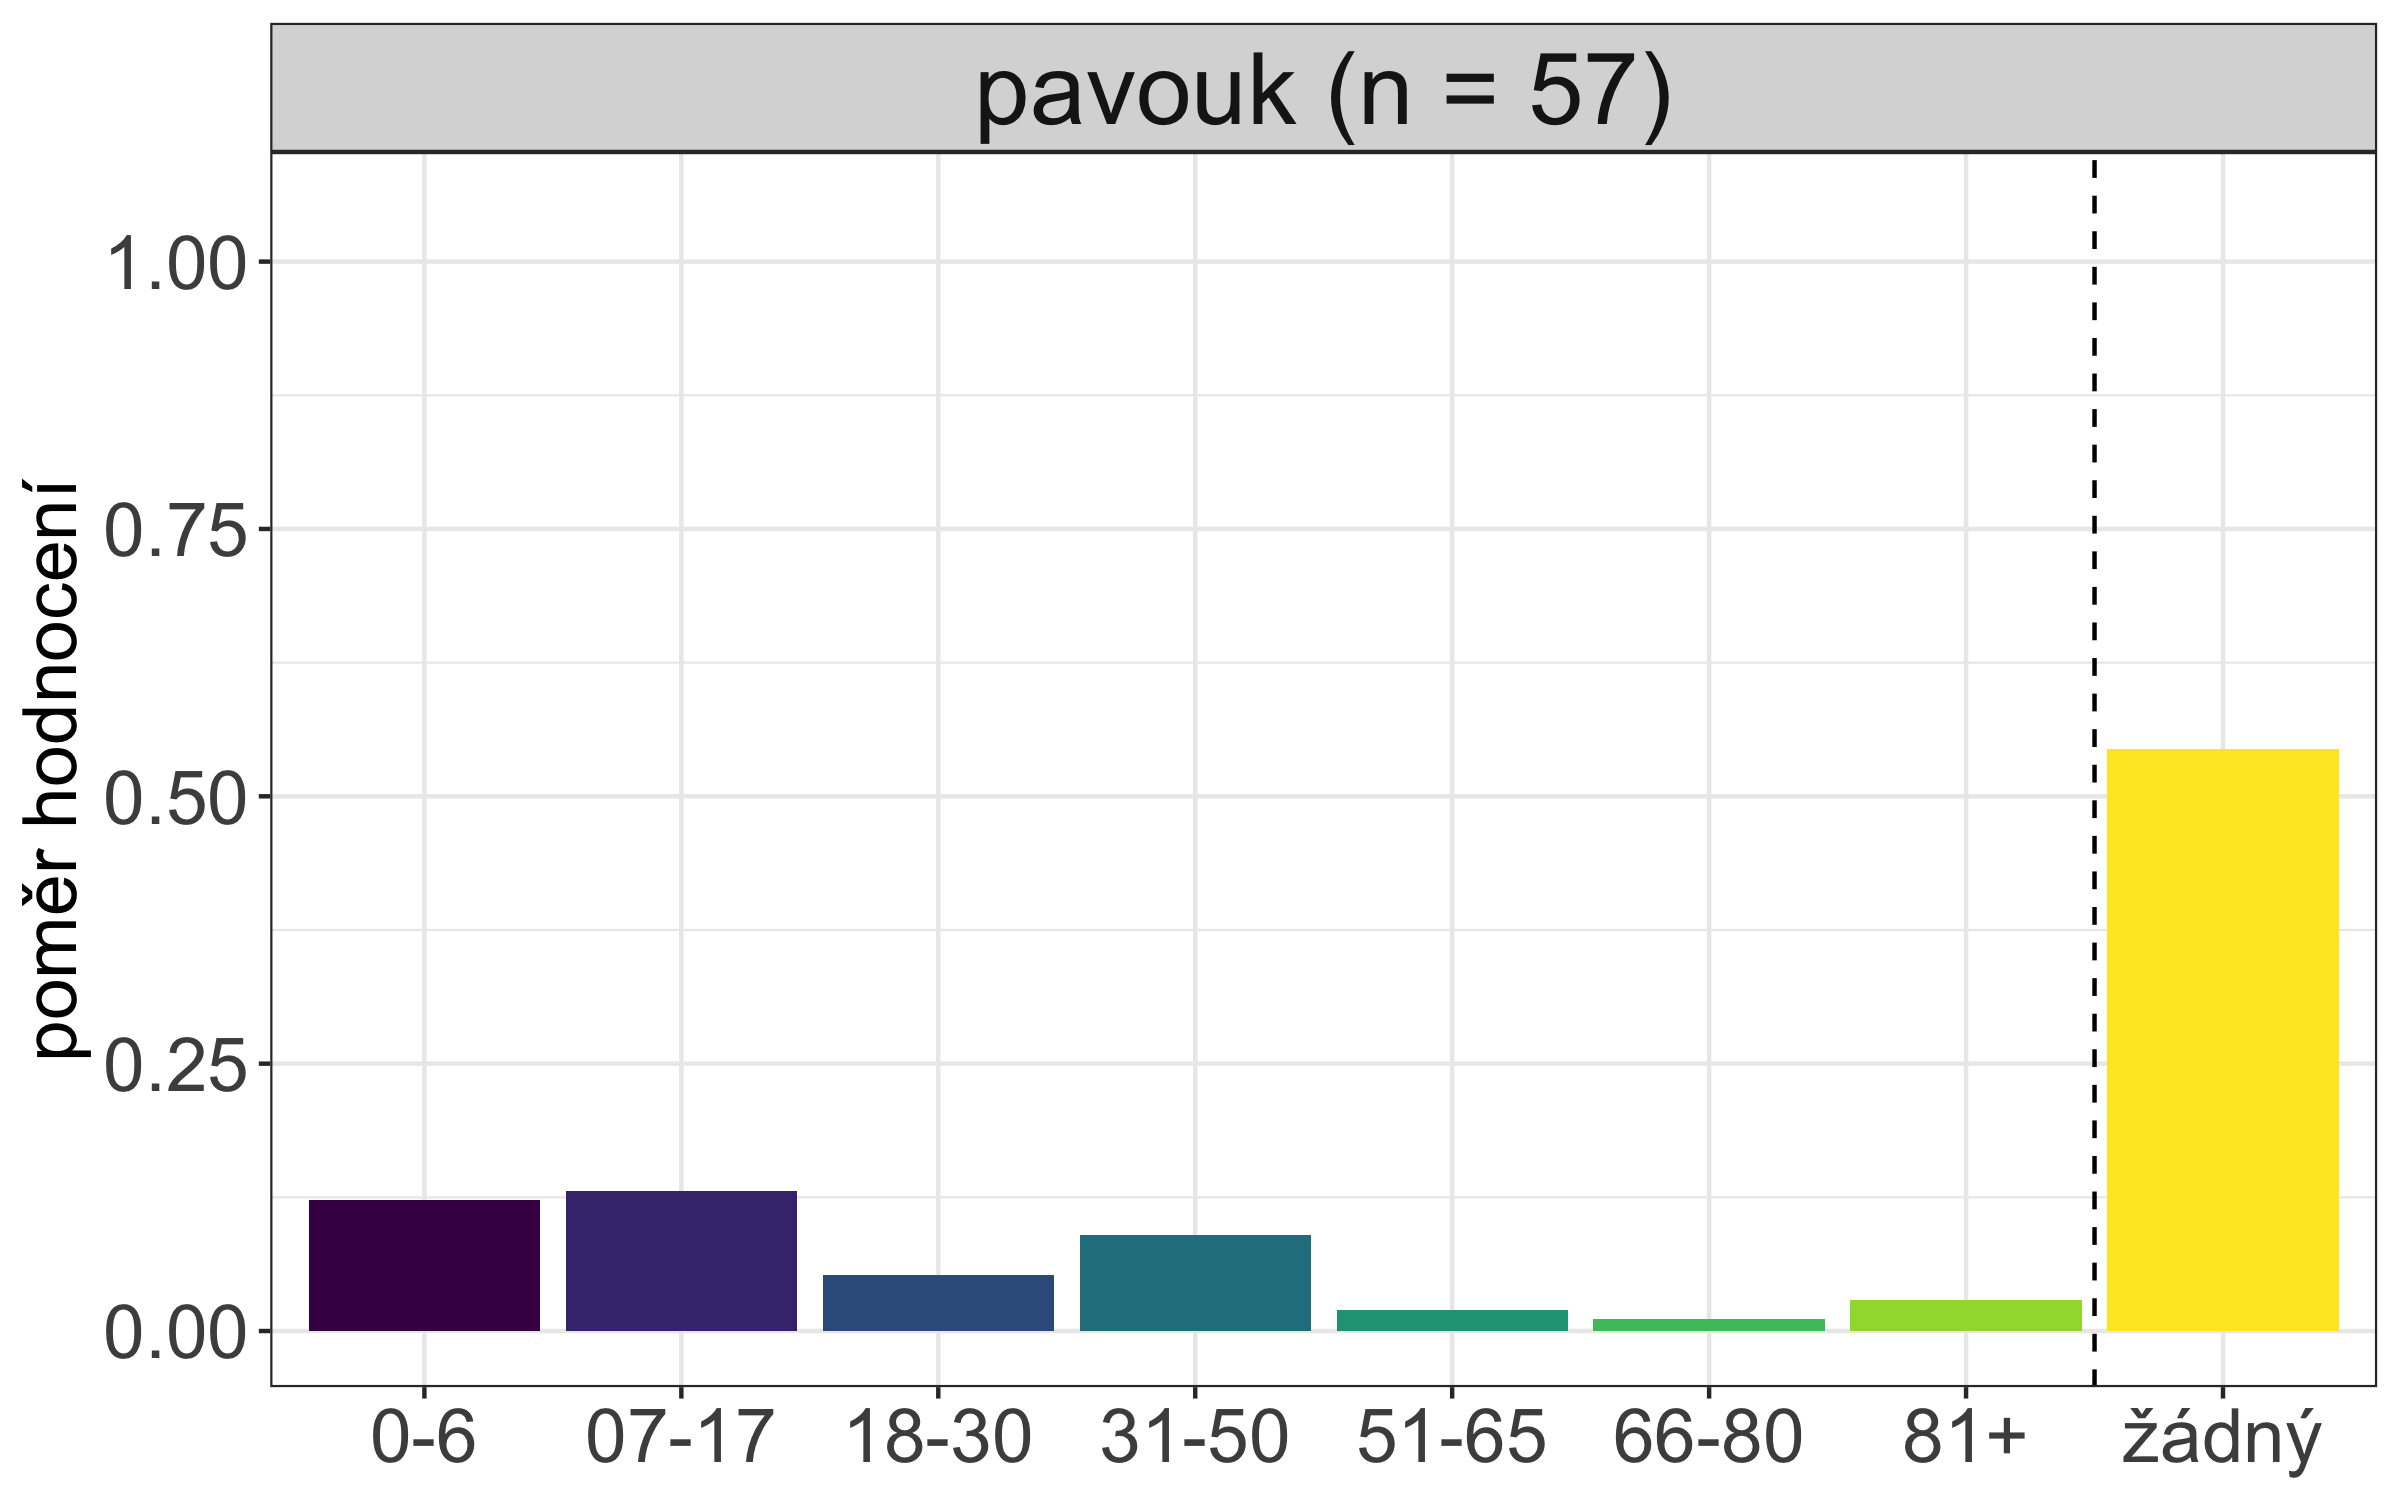 pavouk (n = 57)
poměr hodnocení
1.00
0.75
0.50
0.25
0.00
0-6 07-17 18-30 31-50 51-65 66-80 81+ žádný